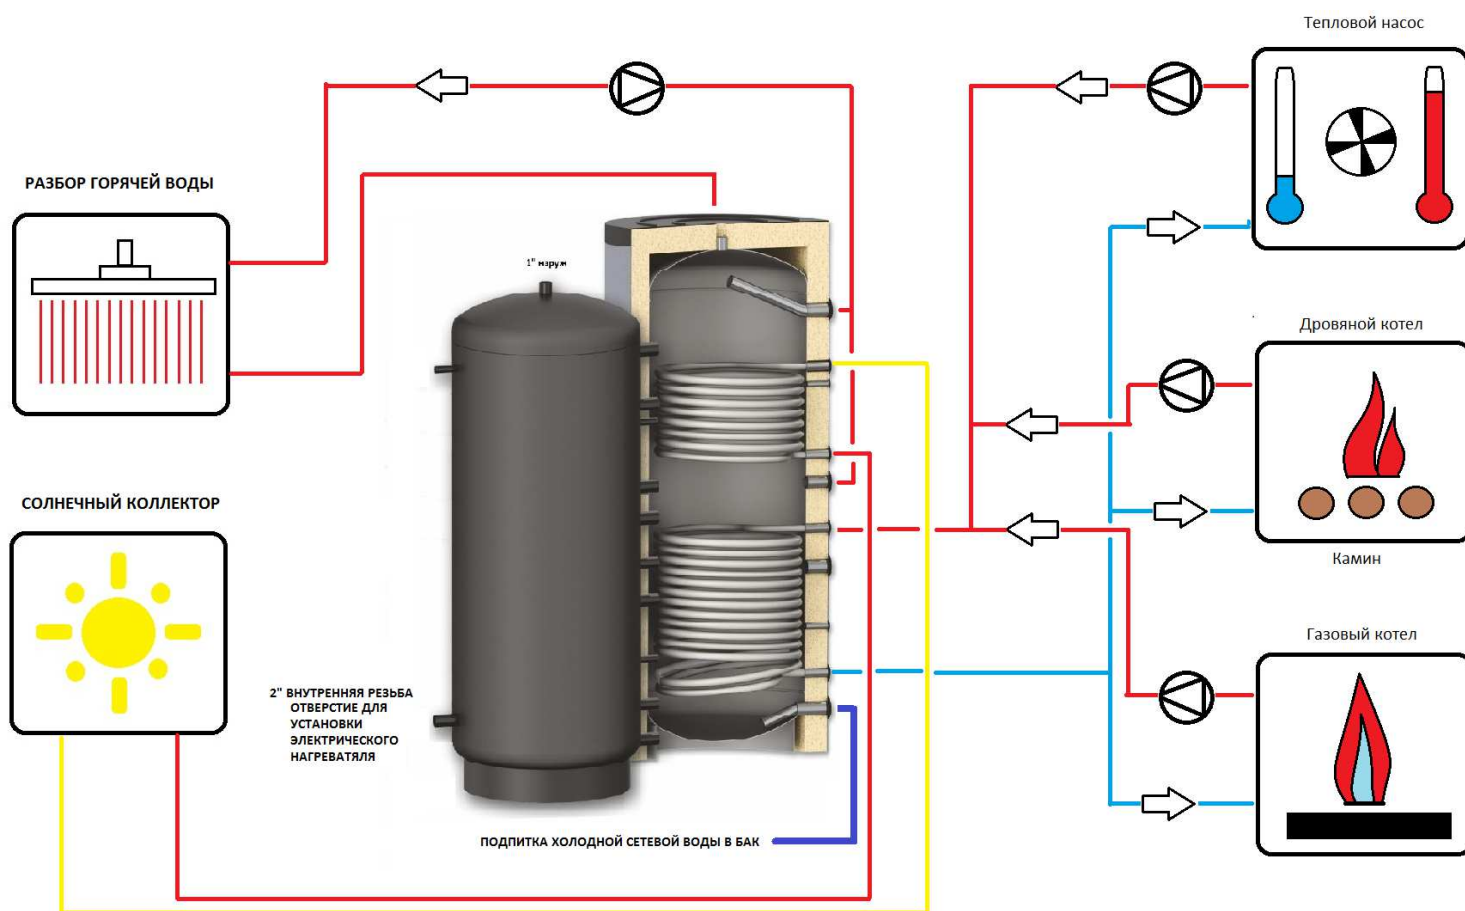 Тепловой насос
РАЗБОР ГОРЯЧЕЙ ВОДЫ
1" наруж
Дровяной котел
СОЛНЕЧНЫЙ КОЛЛЕКТОР
Камин
Газовый котел
2" ВНУТРЕННЯЯ РЕЗЬБА
ОТВЕРСТИЕ ДЛЯ
УСТАНОВКИ
ЭЛЕКТРИЧЕСКОГО
НАГРЕВАТЯЛЯ
ПОДПИТКА ХОЛОДНОЙ СЕТЕВОЙ ВОДЫ В БАК